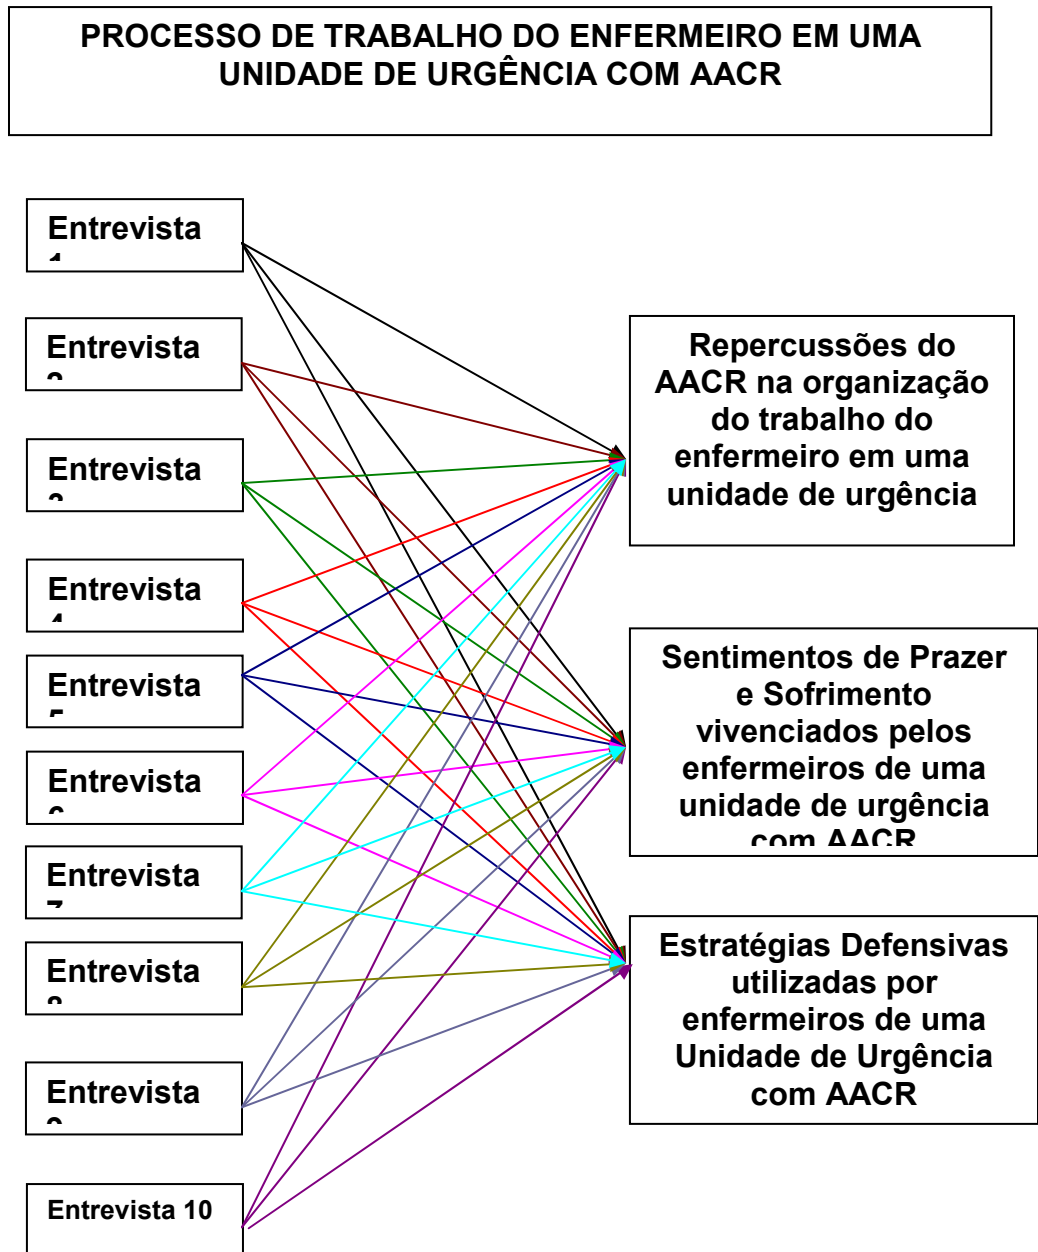 PROCESSO DE TRABALHO DO ENFERMEIRO EM UMA
UNIDADE DE URGÊNCIA COM AACR
Entrevista
Entrevista
Entrevista
Entrevista
Entrevista
Entrevista
Entrevista
Entrevista
Entrevista
Entrevista 10
Repercussões do
AACR na organização
do trabalho do
enfermeiro em uma
unidade de urgência
Sentimentos de Prazer
e Sofrimento
vivenciados pelos
enfermeiros de uma
unidade de urgência
com AACR
Estratégias Defensivas
utilizadas por
enfermeiros de uma
Unidade de Urgência
com AACR